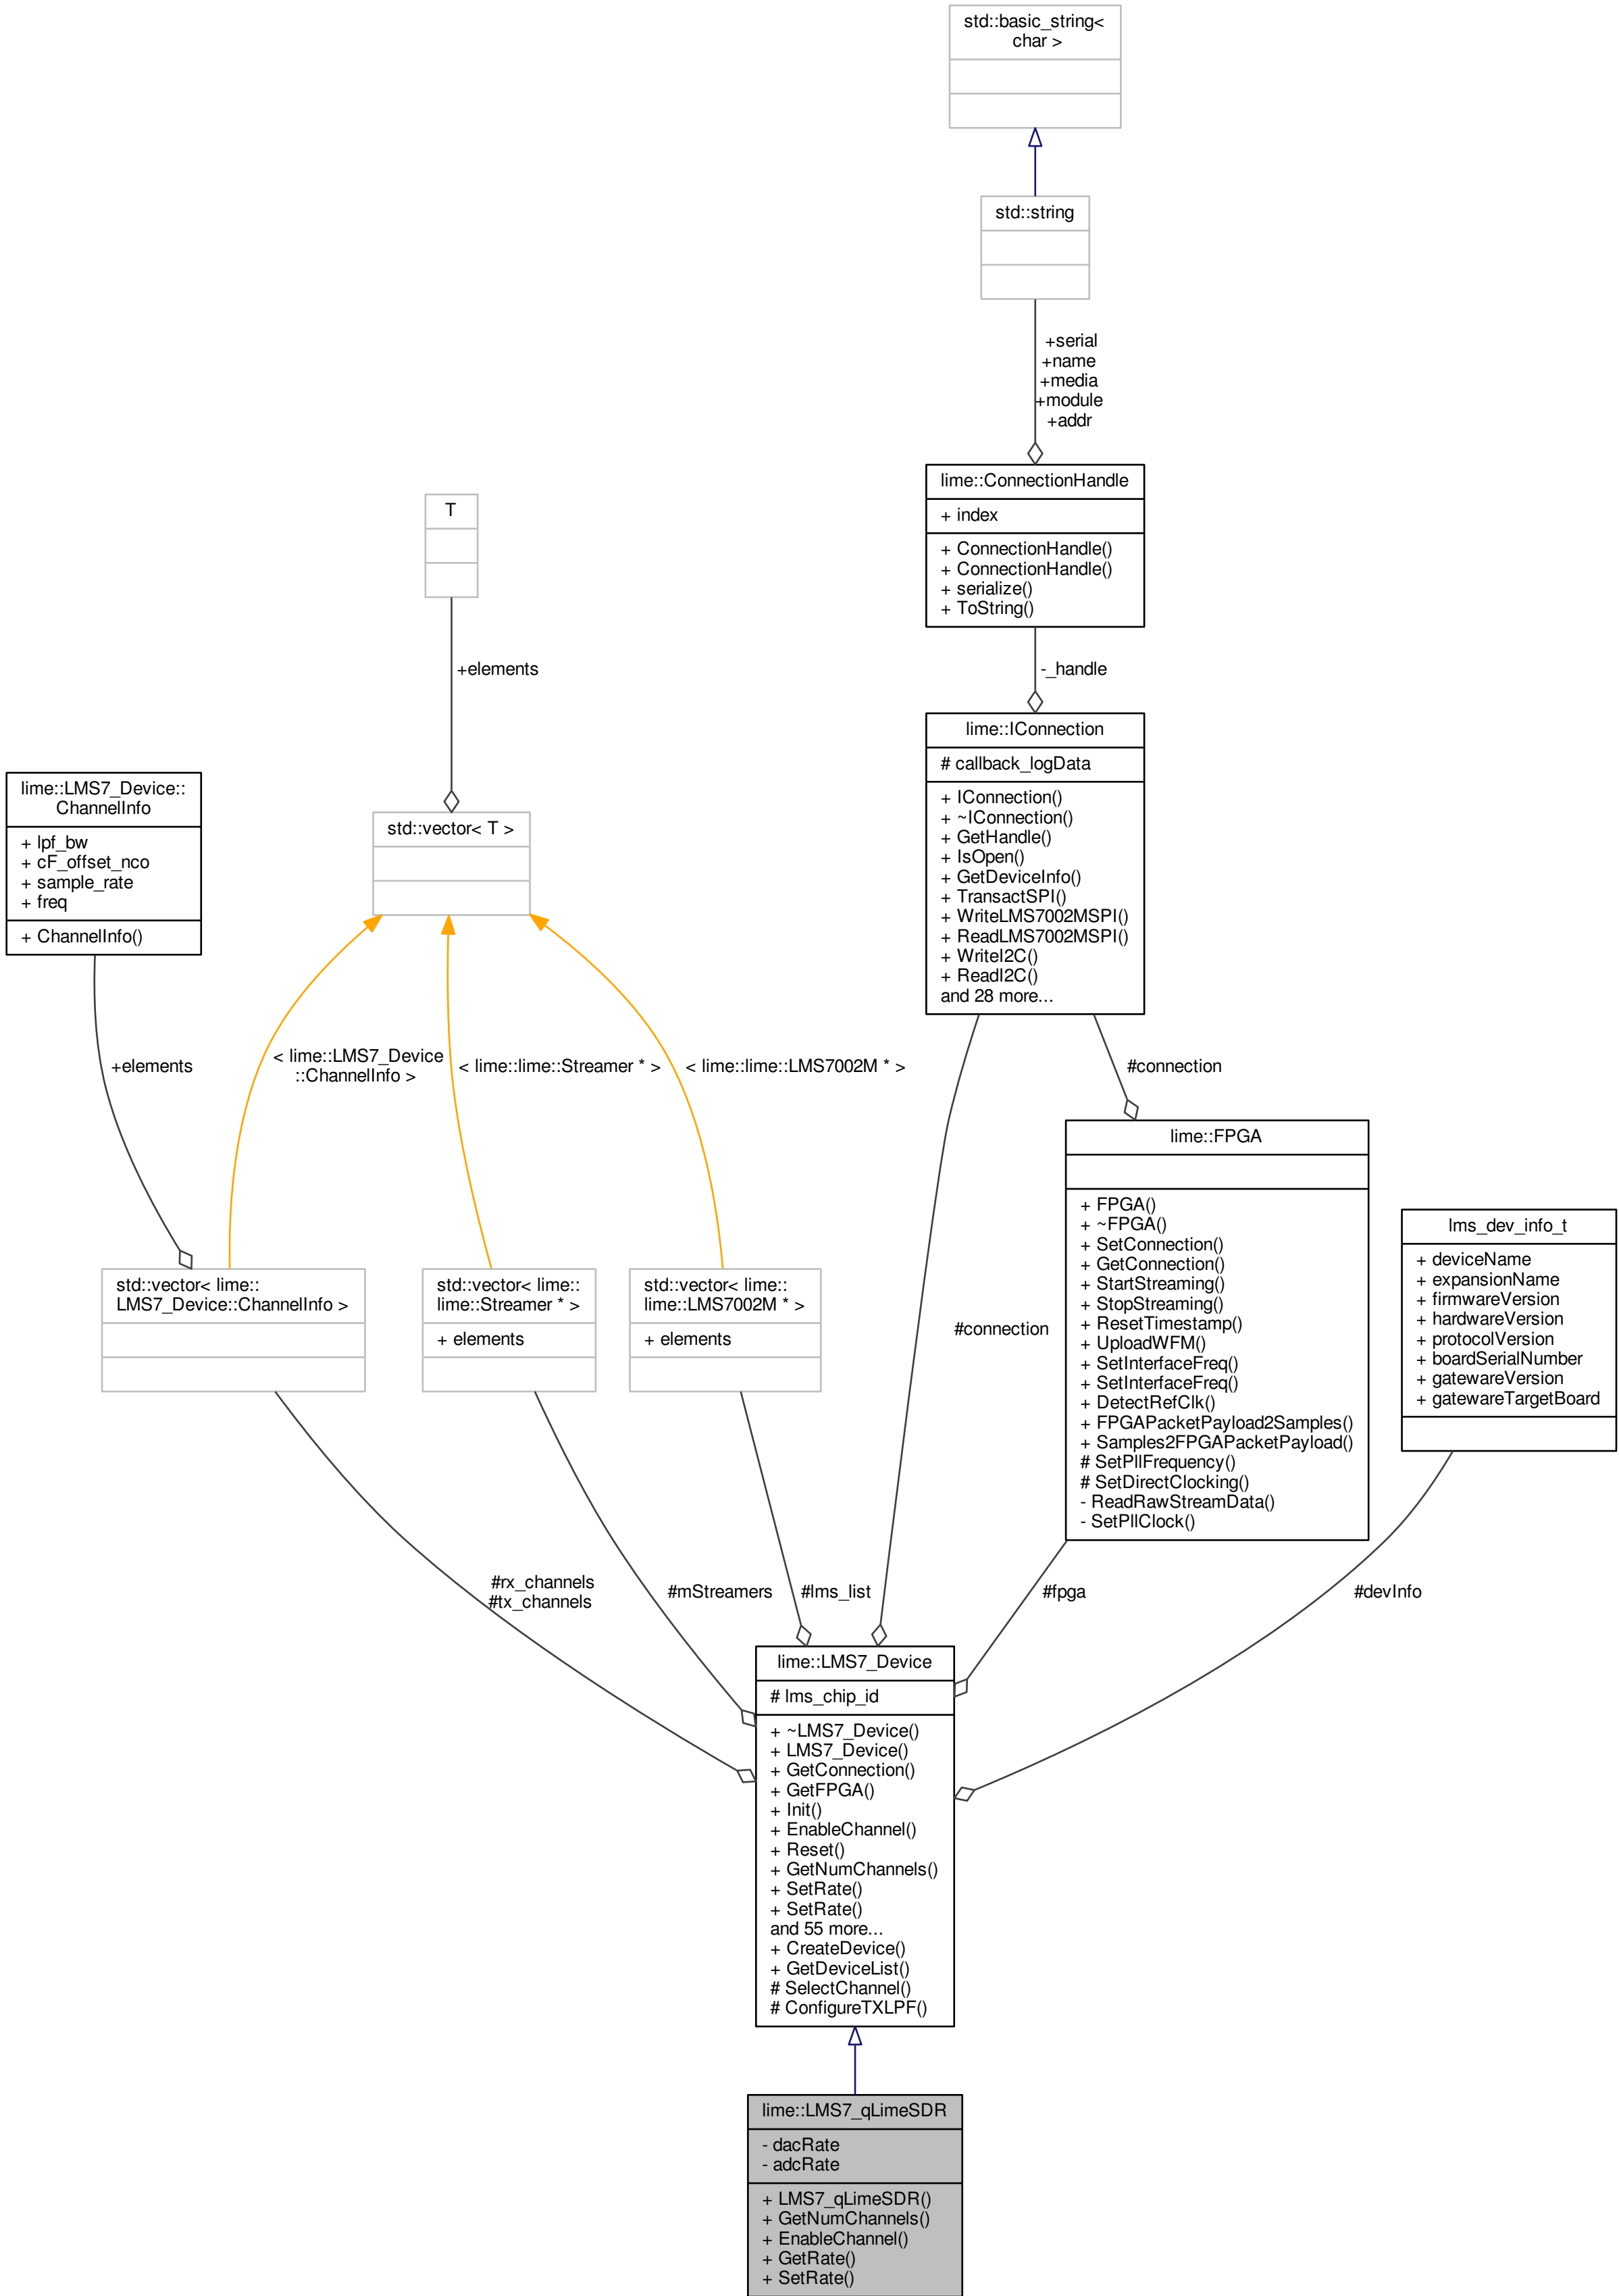 std::basic_string<
char >
std::string
+serial
+name
+media
+module
+addr
lime::ConnectionHandle
+ index
+ ConnectionHandle()
+ ConnectionHandle()
+ serialize()
+ ToString()
T
+elements
-_handle
lime::IConnection
# callback_logData
+ IConnection()
+ ~IConnection()
+ GetHandle()
+ IsOpen()
+ GetDeviceInfo()
+ TransactSPI()
+ WriteLMS7002MSPI()
+ ReadLMS7002MSPI()
+ WriteI2C()
+ ReadI2C()
and 28 more...
lime::LMS7_Device::
ChannelInfo
+ lpf_bw
+ cF_offset_nco
+ sample_rate
+ freq
+ ChannelInfo()
std::vector< T >
+elements
< lime::LMS7_Device
::ChannelInfo >
< lime::lime::Streamer * >
< lime::lime::LMS7002M * >
#connection
lime::FPGA
+ FPGA()
+ ~FPGA()
+ SetConnection()
+ GetConnection()
+ StartStreaming()
+ StopStreaming()
+ ResetTimestamp()
+ UploadWFM()
+ SetInterfaceFreq()
+ SetInterfaceFreq()
+ DetectRefClk()
+ FPGAPacketPayload2Samples()
+ Samples2FPGAPacketPayload()
# SetPllFrequency()
# SetDirectClocking()
- ReadRawStreamData()
- SetPllClock()
lms_dev_info_t
+ deviceName
+ expansionName
+ firmwareVersion
+ hardwareVersion
+ protocolVersion
+ boardSerialNumber
+ gatewareVersion
+ gatewareTargetBoard
std::vector< lime::
LMS7_Device::ChannelInfo >
std::vector< lime::
lime::Streamer * >
+ elements
std::vector< lime::
lime::LMS7002M * >
+ elements
#connection
#rx_channels
#tx_channels
#mStreamers
#lms_list
#fpga
#devInfo
lime::LMS7_Device
# lms_chip_id
+ ~LMS7_Device()
+ LMS7_Device()
+ GetConnection()
+ GetFPGA()
+ Init()
+ EnableChannel()
+ Reset()
+ GetNumChannels()
+ SetRate()
+ SetRate()
and 55 more...
+ CreateDevice()
+ GetDeviceList()
# SelectChannel()
# ConfigureTXLPF()
lime::LMS7_qLimeSDR
- dacRate
- adcRate
+ LMS7_qLimeSDR()
+ GetNumChannels()
+ EnableChannel()
+ GetRate()
+ SetRate()